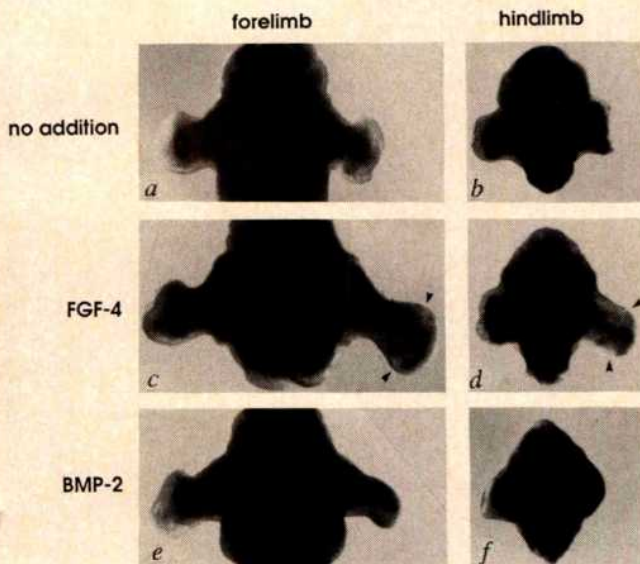 forelimb hindlimb
no addition
a b
FGF-4
c d
BMP-2
e f